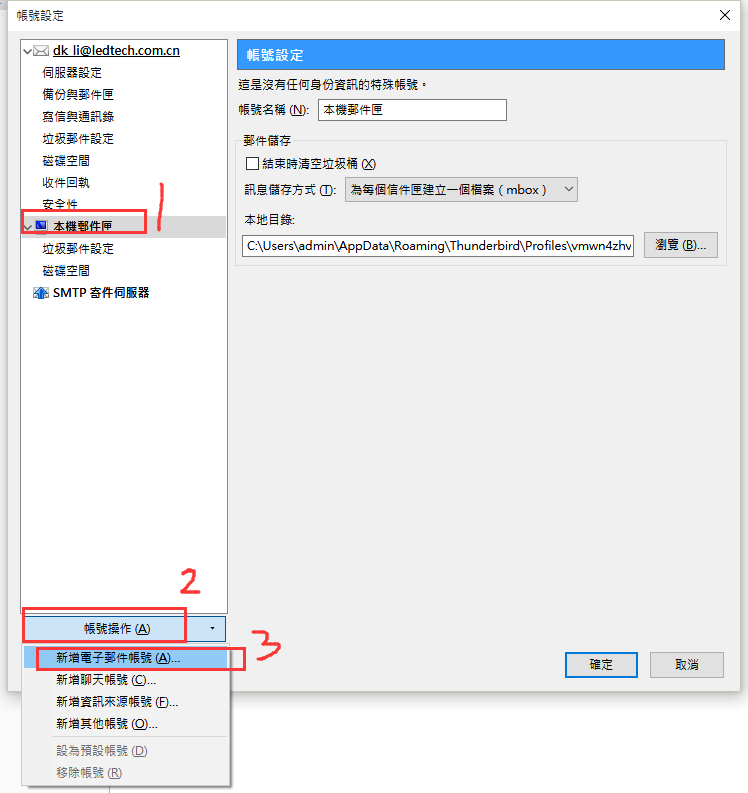 帳號設定
dk_li@ledtech.com.cn
伺服器設定
備份與郵件匣
寫信與通訊錄
垃圾郵件設定
磁碟空間
收件回執
安全性
本機郵件匣
垃圾郵件設定
磁碟空間
SMTP 寄件伺服器
1
帳號設定
這是沒有任何身份資訊的特殊帳號。
帳號名稱 (N): 本機郵件匣
郵件儲存
結束時清空垃圾桶 (X)
訊息儲存方式 (T): 為每個信件匣建立一個檔案（mbox）
本地目錄:
C:\Users\admin\AppData\Roaming\Thunderbird\Profiles\vmwn4zhv 瀏覽 (B)...
2
帳號操作 (A)
3
新增電子郵件帳號 (A)...
新增聊天帳號 (C)...
新增資訊來源帳號 (F)...
新增其他帳號 (O)...
設為預設帳號 (D)
移除帳號 (R)
確定 取消